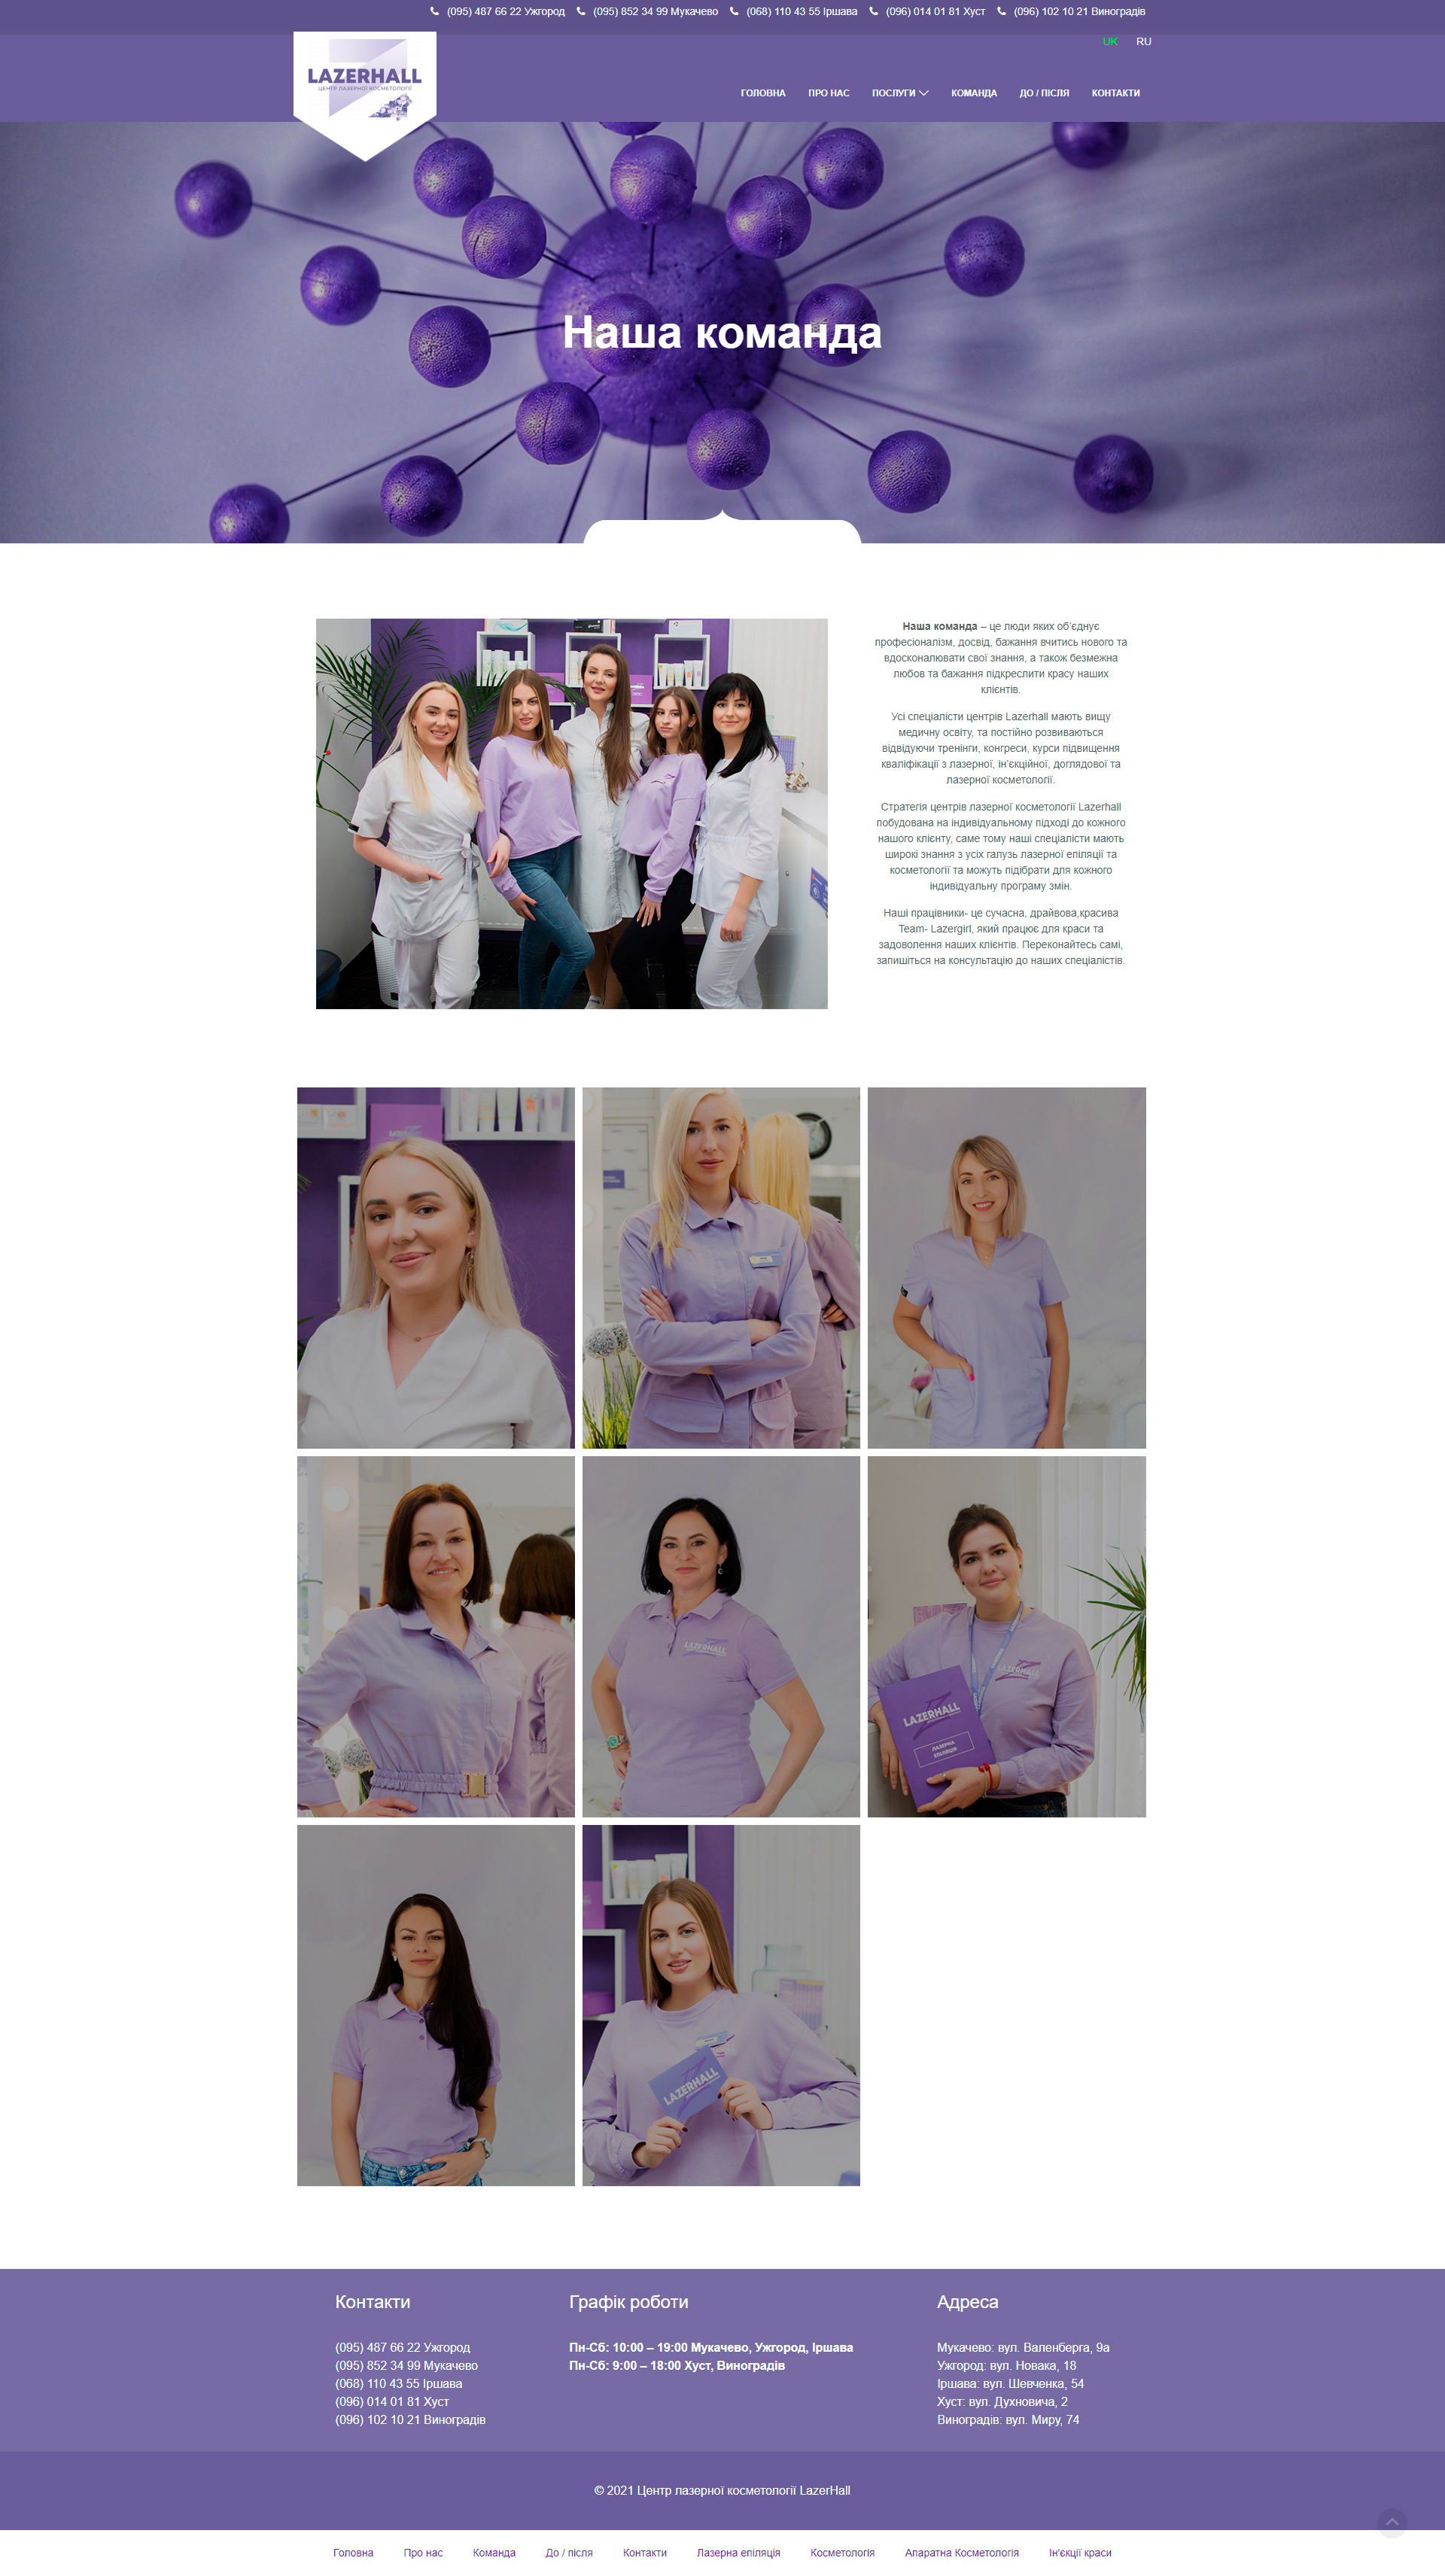 (095) 487 66 22 Ужгород (095) 852 34 99 Мукачево (068) 110 43 55 Іршава (096) 014 01 81 Хуст (096) 102 10 21 Виноградів
UK RU
LAZERHALL
ЦЕНТР ЛАЗЕРНОЇ КОСМЕТОЛОГІЇ
ГОЛОВНА ПРО НАС ПОСЛУГИ КОМАНДА ДО / ПІСЛЯ КОНТАКТИ
Наша команда
Наша команда – це люди яких об’єднує
професіоналізм, досвід, бажання вчитись нового та
вдосконалювати свої знання, а також безмежна
любов та бажання підкреслити красу наших
клієнтів.
Усі спеціалісти центрів Lazerhall мають вищу
медичну освіту, та постійно розвиваються
відвідуючи тренінги, конгреси, курси підвищення
кваліфікації з лазерної, ін’єкційної, доглядової та
лазерної косметології.
Стратегія центрів лазерної косметології Lazerhall
побудована на індивідуальному підході до кожного
нашого клієнту, саме тому наші спеціалісти мають
широкі знання з усіх галузь лазерної епіляції та
косметології та можуть підібрати для кожного
індивідуальну програму змін.
Наші працівники- це сучасна, драйвова,красива
Team- Lazergirl, який працює для краси та
задоволення наших клієнтів. Переконайтесь самі,
запишіться на консультацію до наших спеціалістів.
LAZERHALL
LAZERHALL
LAZERHALL
ЛАЗЕРНА
ЕПІЛЯЦІЯ
LAZERHALL
Контакти
(095) 487 66 22 Ужгород
(095) 852 34 99 Мукачево
(068) 110 43 55 Іршава
(096) 014 01 81 Хуст
(096) 102 10 21 Виноградів
Графік роботи
Пн-Сб: 10:00 – 19:00 Мукачево, Ужгород, Іршава
Пн-Сб: 9:00 – 18:00 Хуст, Виноградів
Адреса
Мукачево: вул. Валенберга, 9а
Ужгород: вул. Новака, 18
Іршава: вул. Шевченка, 54
Хуст: вул. Духновича, 2
Виноградів: вул. Миру, 74
© 2021 Центр лазерної косметології LazerHall
Головна Про нас Команда До / після Контакти Лазерна епіляція Косметологія Апаратна Косметологія Ін’єкції краси